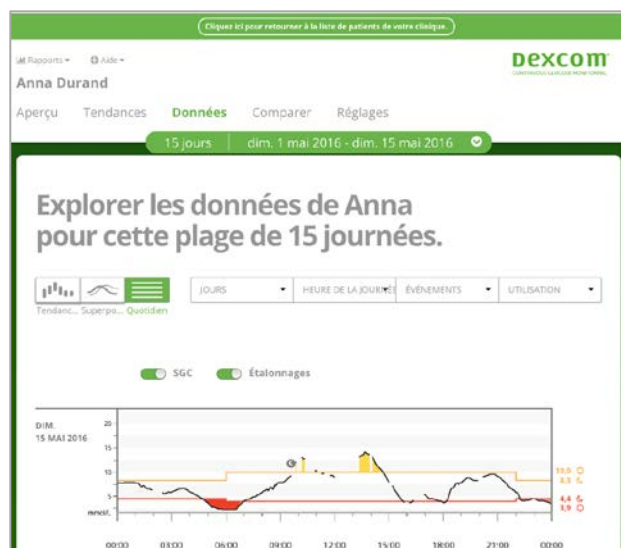 Cliquez ici pour retourner à la liste de patients de votre clinique.
Rapports Aide
Dexcom
CONTINUOUS GLUCOSE MONITORING
Anna Durand
Aperçu Tendances Données Comparer Réglages
15 jours dim. 1 mai 2016 - dim. 15 mai 2016
Explorer les données de Anna
pour cette plage de 15 journées.
JOURS HEURE DE LA JOURNÉE ÉVÉNEMENTS UTILISATION
Tendanc... Superpo... Quotidien
SGC Étalonnages
DIM.
15 MAI 2016
20
15
10
5
mmol/L
10,0
8,3
4,4
3,9
00:00 03:00 06:00 09:00 12:00 15:00 18:00 21:00 00:00